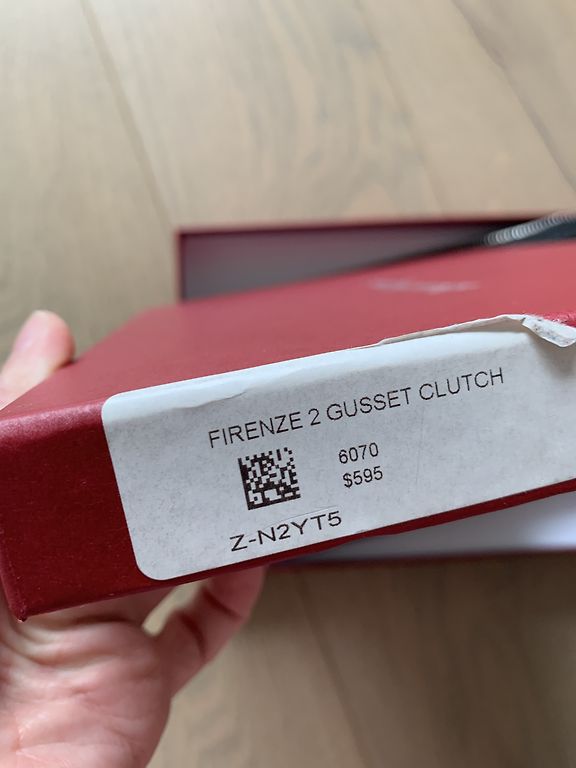 FIRENZE 2 GUSSET CLUTCH
6070
$595
Z-N2YT5